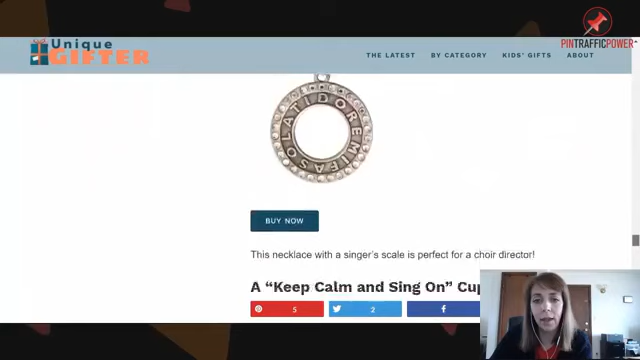 Unique
GIFTER
THE LATEST BY CATEGORY KIDS' GIFTS ABOUT
PINTRAFFICPOWER
DOREMIFASOLATI
BUY NOW
This necklace with a singer's scale is perfect for a choir director!
A "Keep Calm and Sing On" Cup
5 2